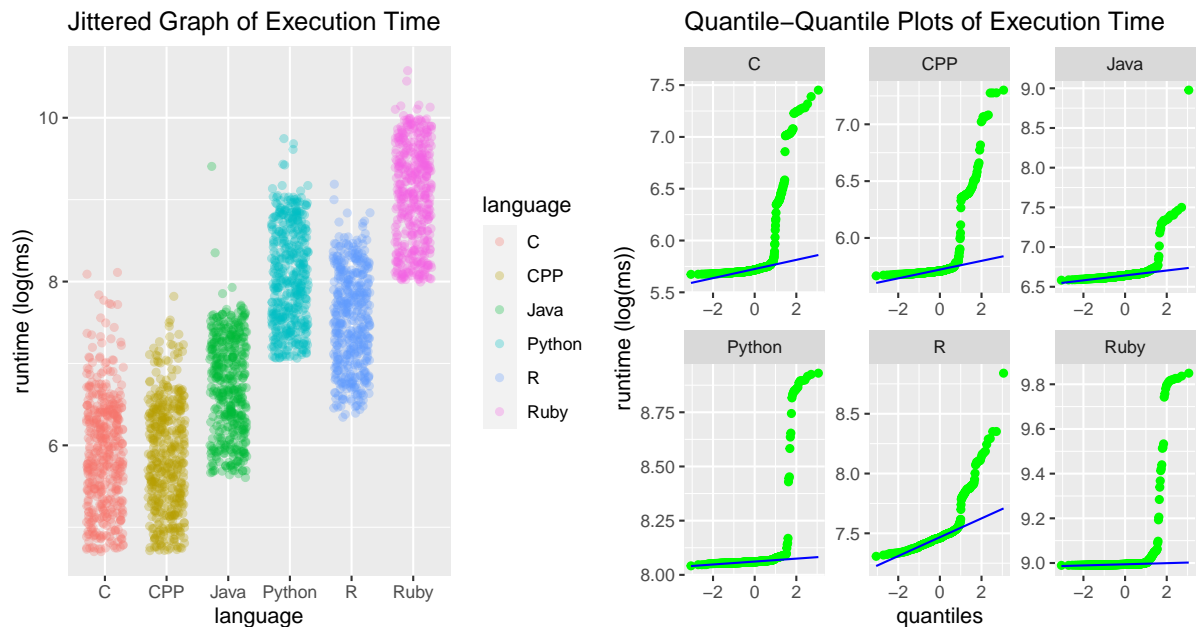 Jittered Graph of Execution Time
runtime (log(ms))
10
8
6
C
CPP
Java
Python
R
Ruby
language
language
C
CPP
Java
Python
R
Ruby
Quantile−Quantile Plots of Execution Time
runtime (log(ms))
C
7.5
7.0
6.5
6.0
5.5
−2
0
2
CPP
7.0
6.5
6.0
−2
0
2
Java
9.0
8.5
8.0
7.5
7.0
6.5
−2
0
2
Python
8.75
8.50
8.25
8.00
−2
0
2
R
8.5
8.0
7.5
−2
0
2
Ruby
9.8
9.6
9.4
9.2
9.0
−2
0
2
quantiles